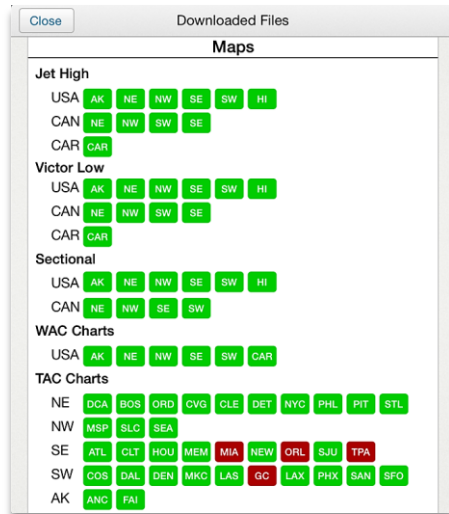 Close Downloaded Files
Maps
Jet High
USA AK NE NW SE SW HI
CAN NE NW SW SE
CAR CAR
Victor Low
USA AK NE NW SE SW HI
CAN NE NW SW SE
CAR CAR
Sectional
USA AK NE NW SE SW HI
CAN NE NW SE SW
WAC Charts
USA AK NE NW SE SW CAR
TAC Charts
NE DCA BOS ORD CVG CLE DET NYC PHL PIT STL
NW MSP SLC SEA
SE ATL CLT HOU MEM MIA NEW ORL SJU TPA
SW COS DAL DEN MKC LAS GC LAX PHX SAN SFO
AK ANC FAI